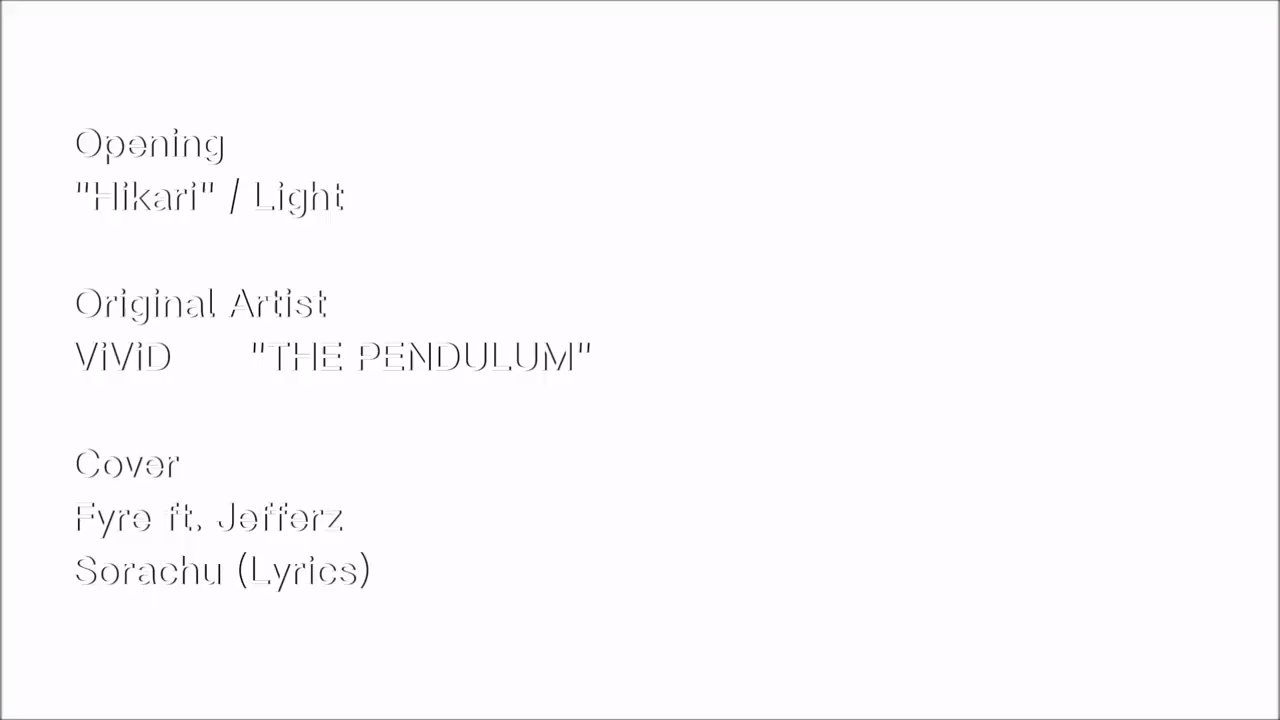 Opening
"Hikari" / Light
Original Artist
ViViD "THE PENDULUM"
Cover
Fyre ft. Jefferz
Sorachu (Lyrics)